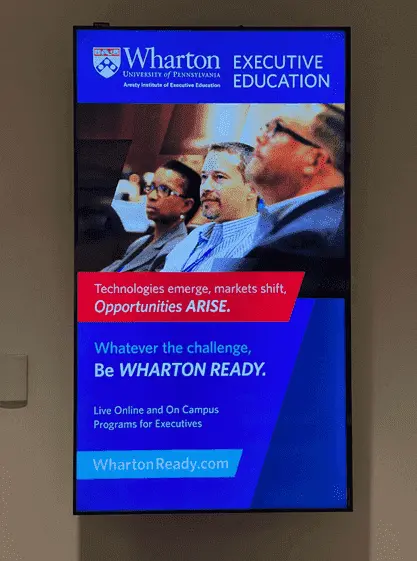 Wharton
UNIVERSITY OF PENNSYLVANIA
Aresty Institute of Executive Education
EXECUTIVE
EDUCATION
Technologies emerge, markets shift,
Opportunities ARISE.
Whatever the challenge,
Be WHARTON READY.
Live Online and On Campus
Programs for Executives
WhartonReady.com